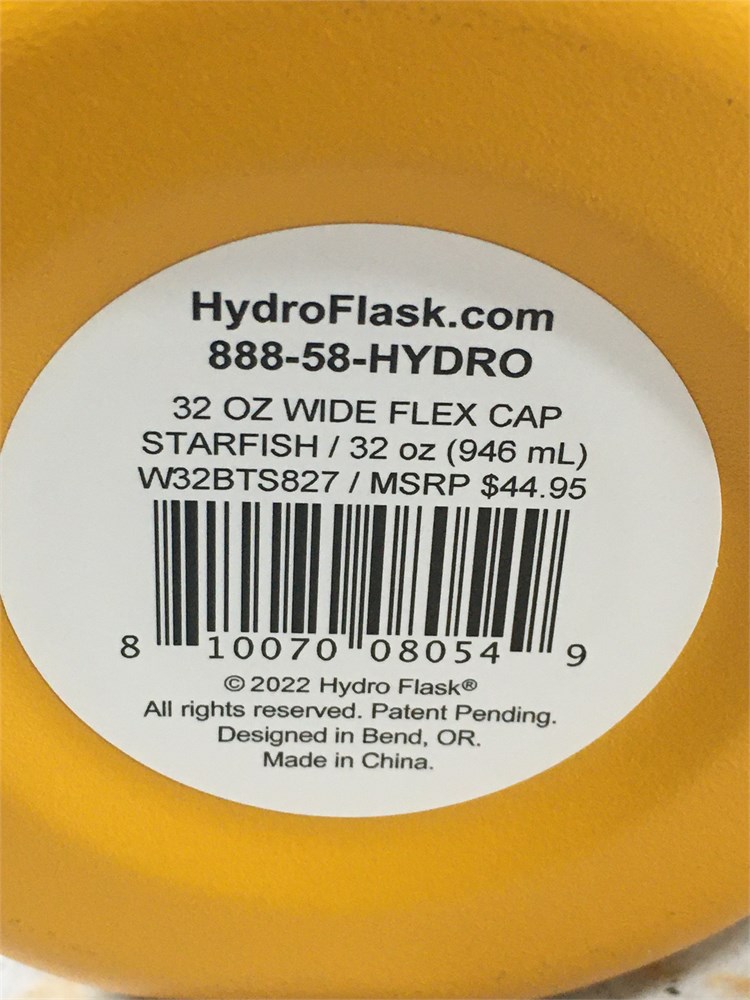 HydroFlask.com
888-58-HYDRO
32 OZ WIDE FLEX CAP
STARFISH / 32 oz (946 mL)
W32BTS827 / MSRP $44.95
8 10070 08054 9
© 2022 Hydro Flask®
All rights reserved. Patent Pending.
Designed in Bend, OR.
Made in China.